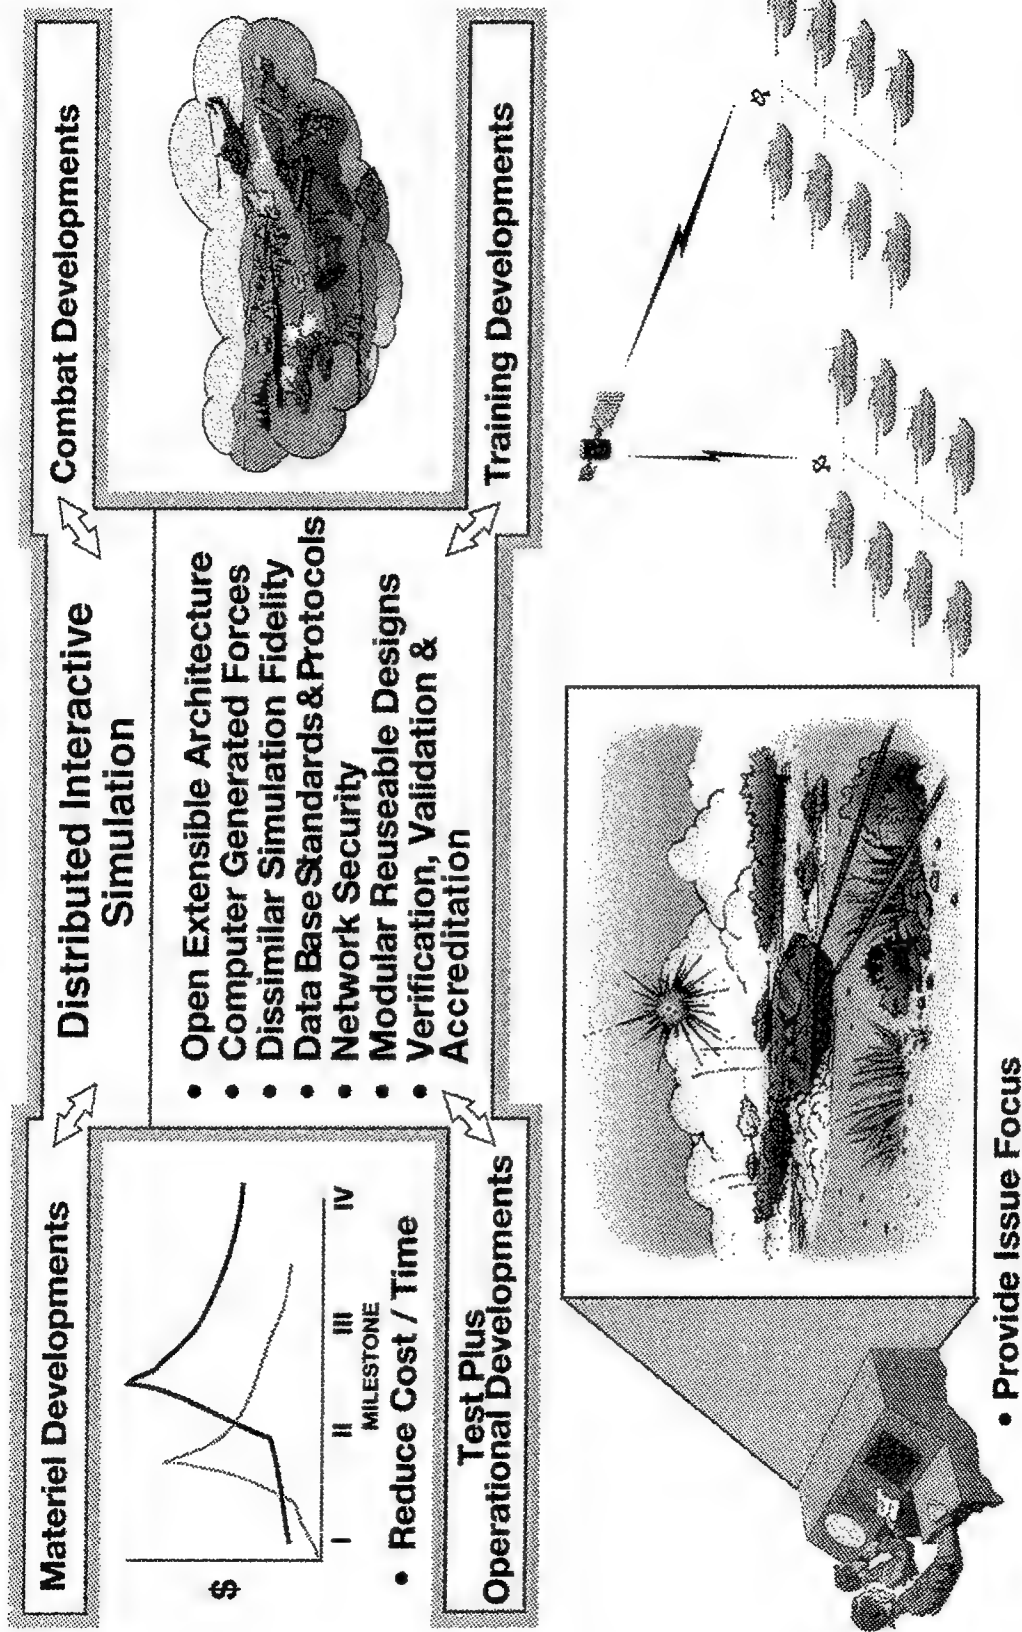 Materiel Developments
$
I
II
III
IV
MILESTONE
• Reduce Cost / Time
Test Plus
Operational Developments
Distributed Interactive
Simulation
• Open Extensible Architecture
• Computer Generated Forces
• Dissimilar Simulation Fidelity
• Data Base Standards & Protocols
• Network Security
• Modular Reuseable Designs
• Verification, Validation &
Accreditation
Combat Developments
Training Developments
• Provide Issue Focus